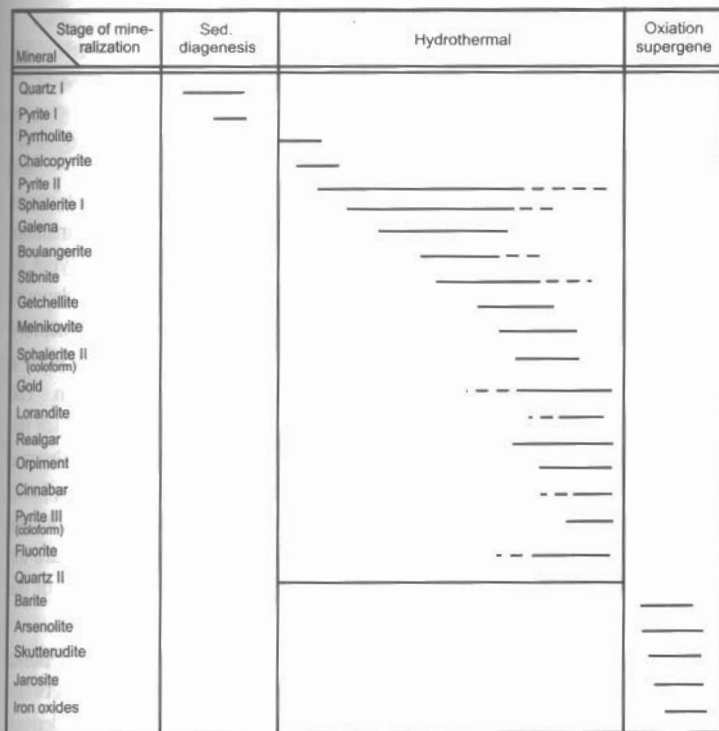 Stage of mine-
ralization
Mineral
Sed.
diagenesis
Hydrothermal
Oxiation
supergene
Quartz I
Pyrite I
Pyrrholite
Chalcopyrite
Pyrite II
Sphalerite I
Galena
Boulangerite
Stibnite
Getchellite
Melnikovite
Sphalerite II
(coloform)
Gold
Lorandite
Realgar
Orpiment
Cinnabar
Pyrite III
(coloform)
Fluorite
Quartz II
Barite
Arsenolite
Skutterudite
Jarosite
Iron oxides